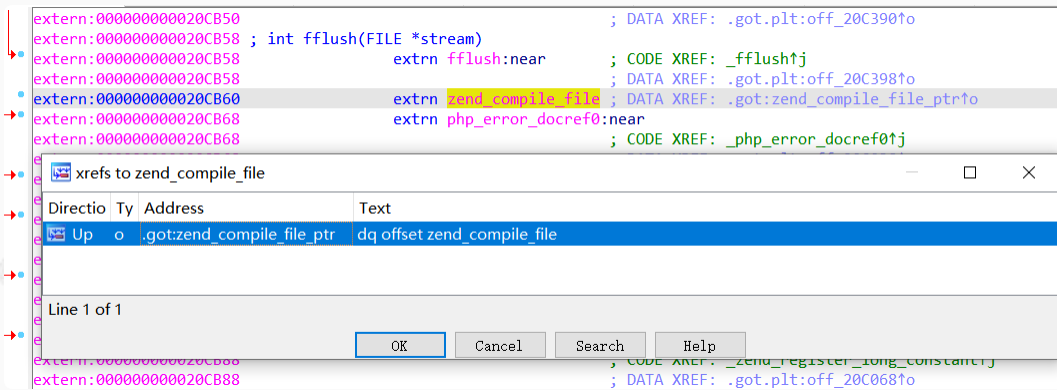 extern:000000000020CB50 ; DATA XREF: .got.plt:off_20C390↑o
extern:000000000020CB58 ; int fflush(FILE *stream)
extern:000000000020CB58 extrn fflush:near ; CODE XREF: _fflush↑j
extern:000000000020CB58 ; DATA XREF: .got.plt:off_20C398↑o
extern:000000000020CB60 extrn zend_compile_file ; DATA XREF: .got:zend_compile_file_ptr↑o
extern:000000000020CB68 extrn php_error_docref0:near
extern:000000000020CB68 ; CODE XREF: _php_error_docref0↑j
xrefs to zend_compile_file
Directio Ty Address Text
Up o .got:zend_compile_file_ptr dq offset zend_compile_file
Line 1 of 1
OK Cancel Search Help
extern:000000000020CB88 ; CODE XREF: _zend_register_long_constant↑j
extern:000000000020CB88 ; DATA XREF: .got.plt:off_20C068↑o